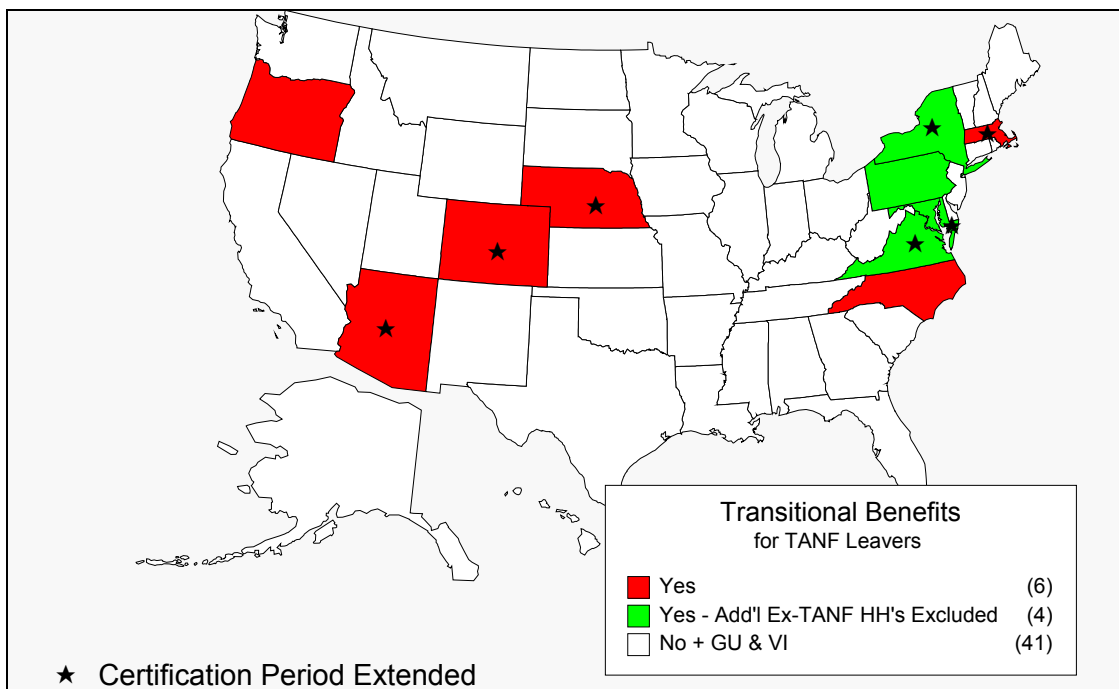 Transitional Benefits
for TANF Leavers
Yes (6)
Yes - Add'l Ex-TANF HH's Excluded (4)
No + GU & VI (41)
★ Certification Period Extended